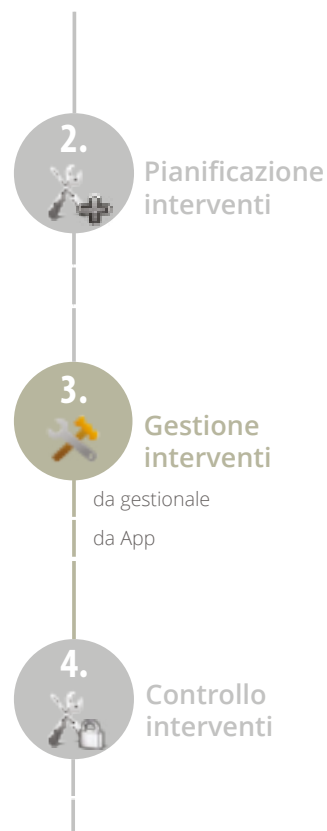 2.
Pianificazione
interventi
3.
Gestione
interventi
da gestionale
da App
4.
Controllo
interventi